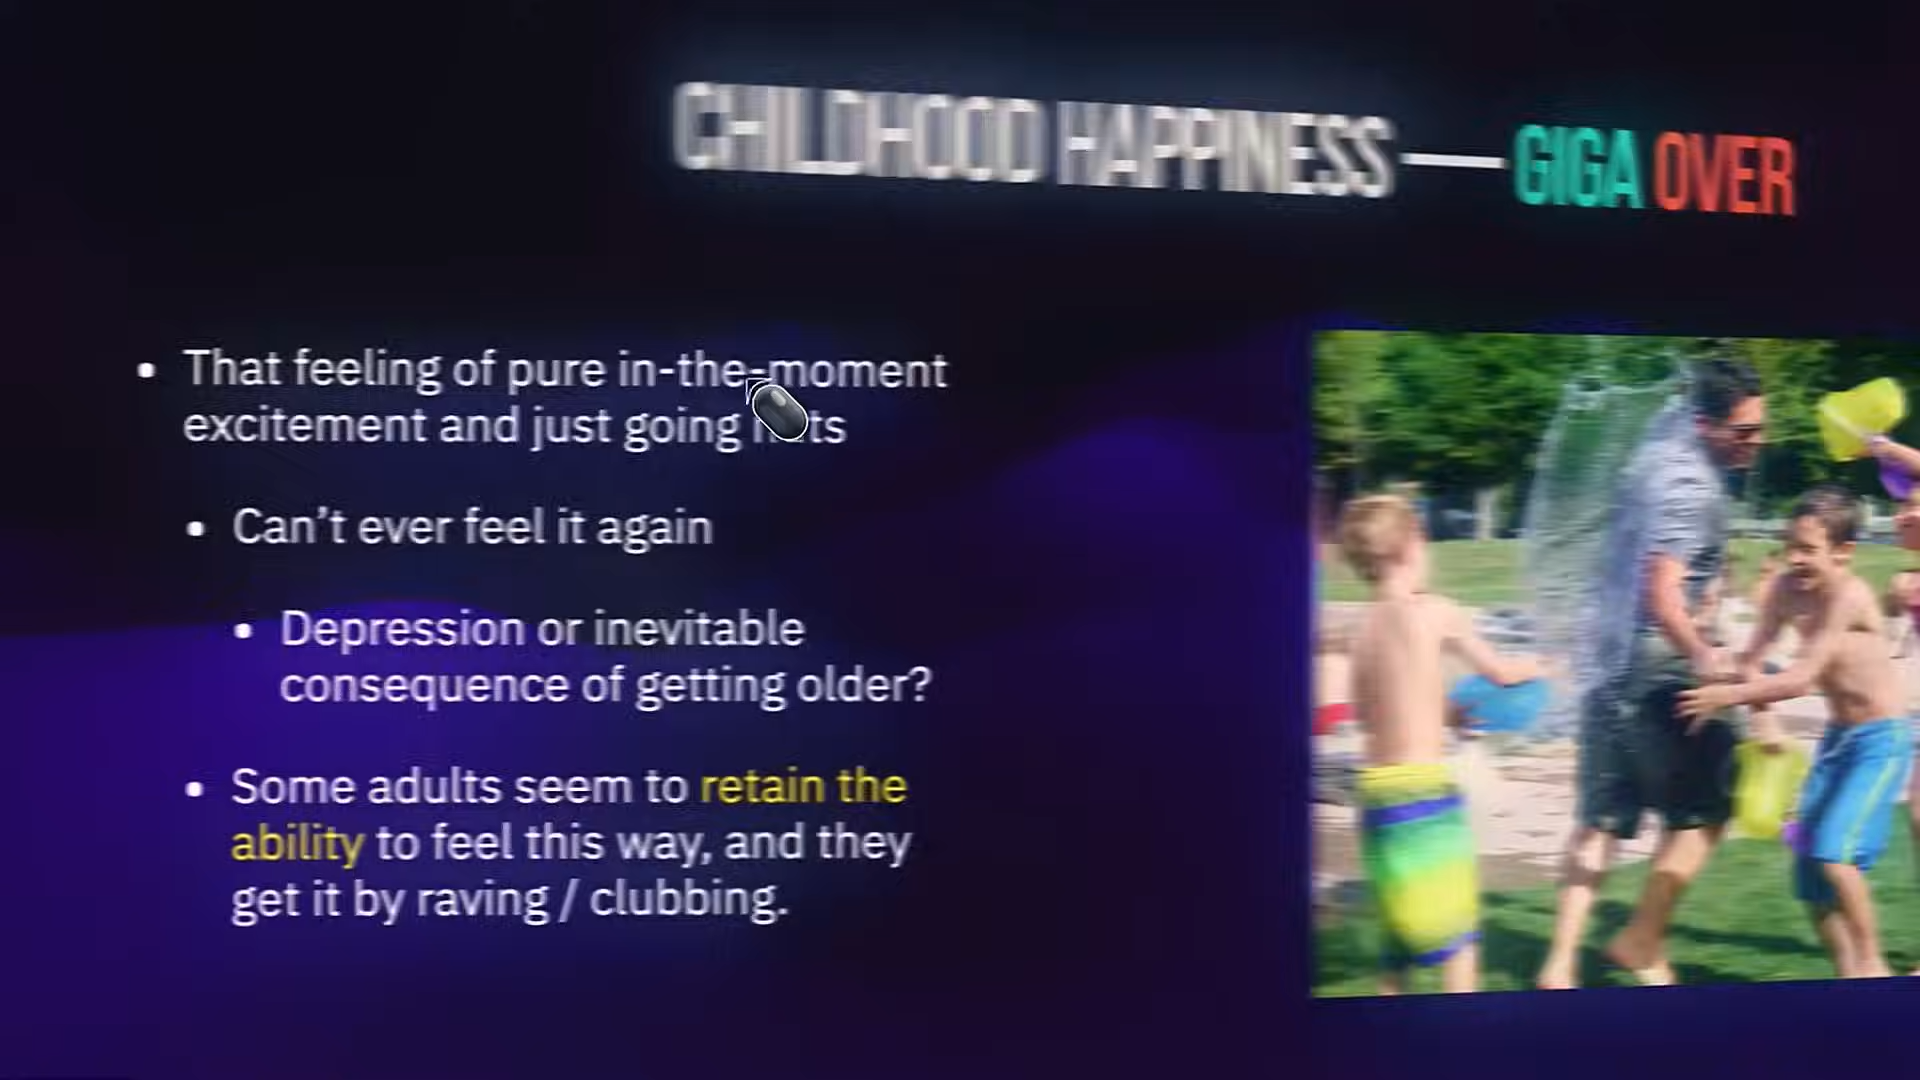 CHILDHOOD HAPPINESS — GIGA OVER
• That feeling of pure in-the-moment
excitement and just going
• Can’t ever feel it again
• Depression or inevitable
consequence of getting older?
• Some adults seem to retain the
ability to feel this way, and they
get it by raving / clubbing.